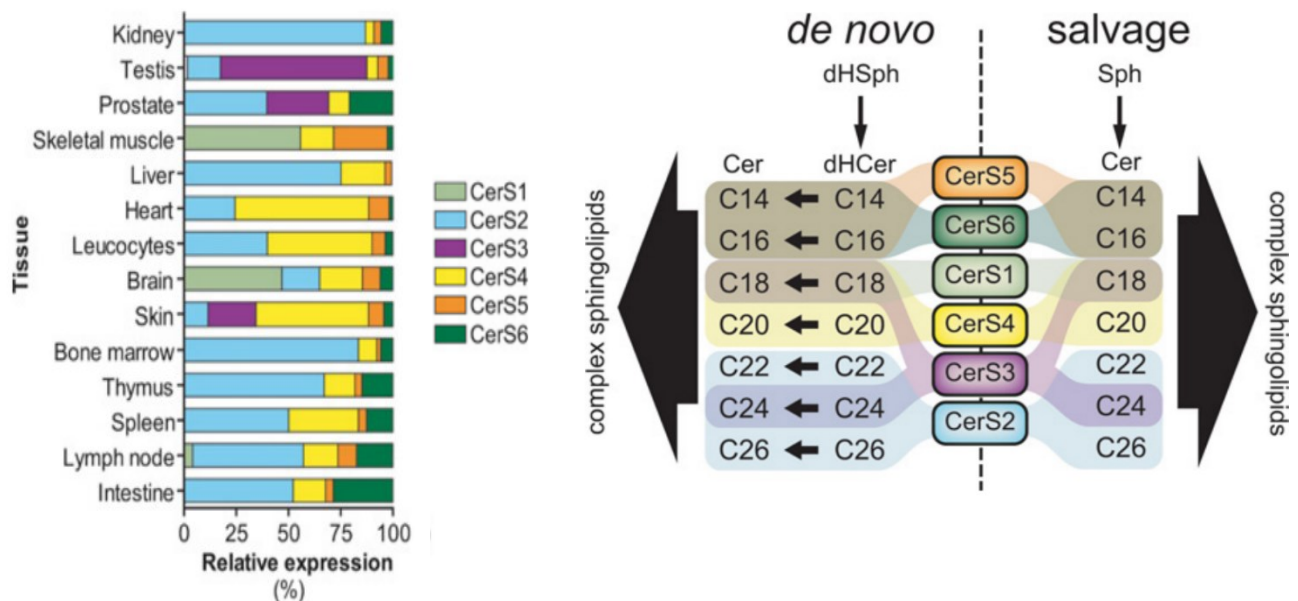 Tissue
Kidney
Testis
Prostate
Skeletal muscle
Liver
Heart
Leucocytes
Brain
Skin
Bone marrow
Thymus
Spleen
Lymph node
Intestine
0 25 50 75 100
Relative expression
(%)
CerS1
CerS2
CerS3
CerS4
CerS5
CerS6
de novo salvage
dHSph Sph
Cer dHCer CerS5 Cer
C14 C14 C14
CerS6
C16 C16 C16
C18 C18 CerS1 C18
C20 C20 CerS4 C20
C22 C22 CerS3 C22
C24 C24 CerS2 C24
C26 C26 C26
complex sphingolipids
complex sphingolipids